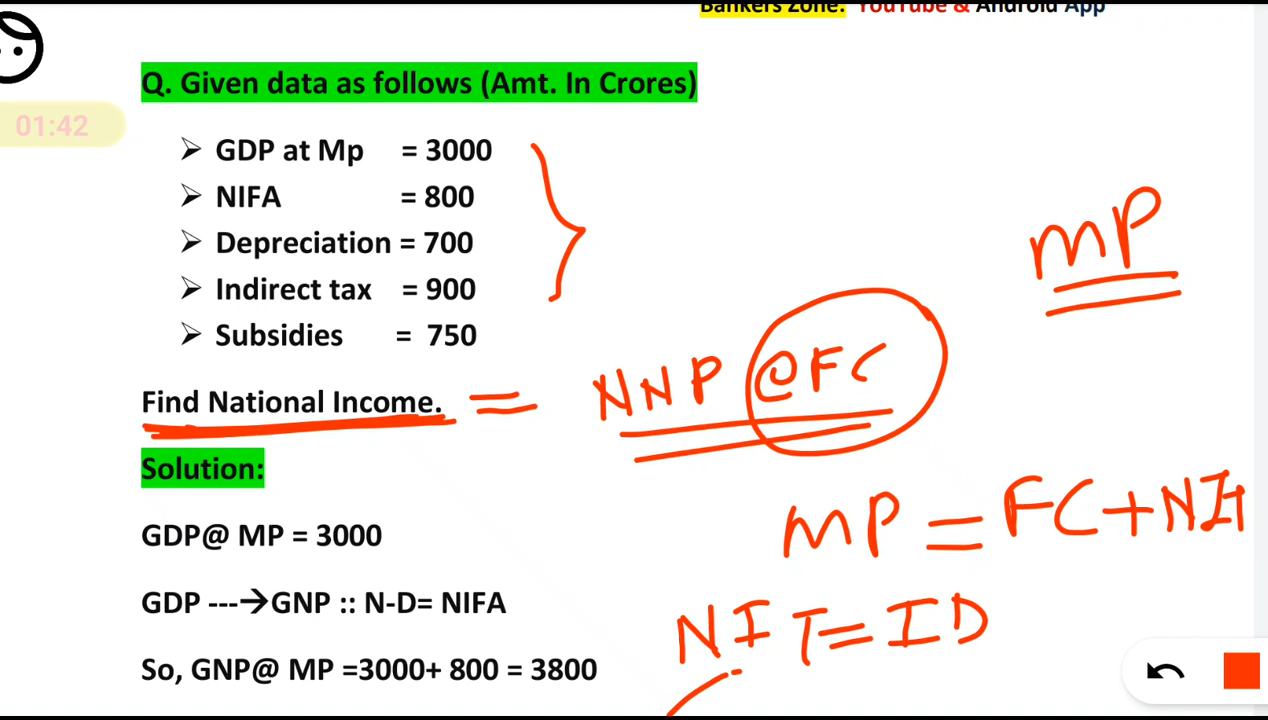 Bankers Zone: YouTube & Android App
Q. Given data as follows (Amt. In Crores)
01:42
➢ GDP at Mp = 3000
➢ NIFA = 800
➢ Depreciation = 700
➢ Indirect tax = 900
➢ Subsidies = 750
MP
Find National Income. = NNP @FC
Solution:
MP = FC+NIT
GDP@ MP = 3000
GDP ---→GNP :: N-D= NIFA
NIT = ID
So, GNP@ MP =3000+ 800 = 3800